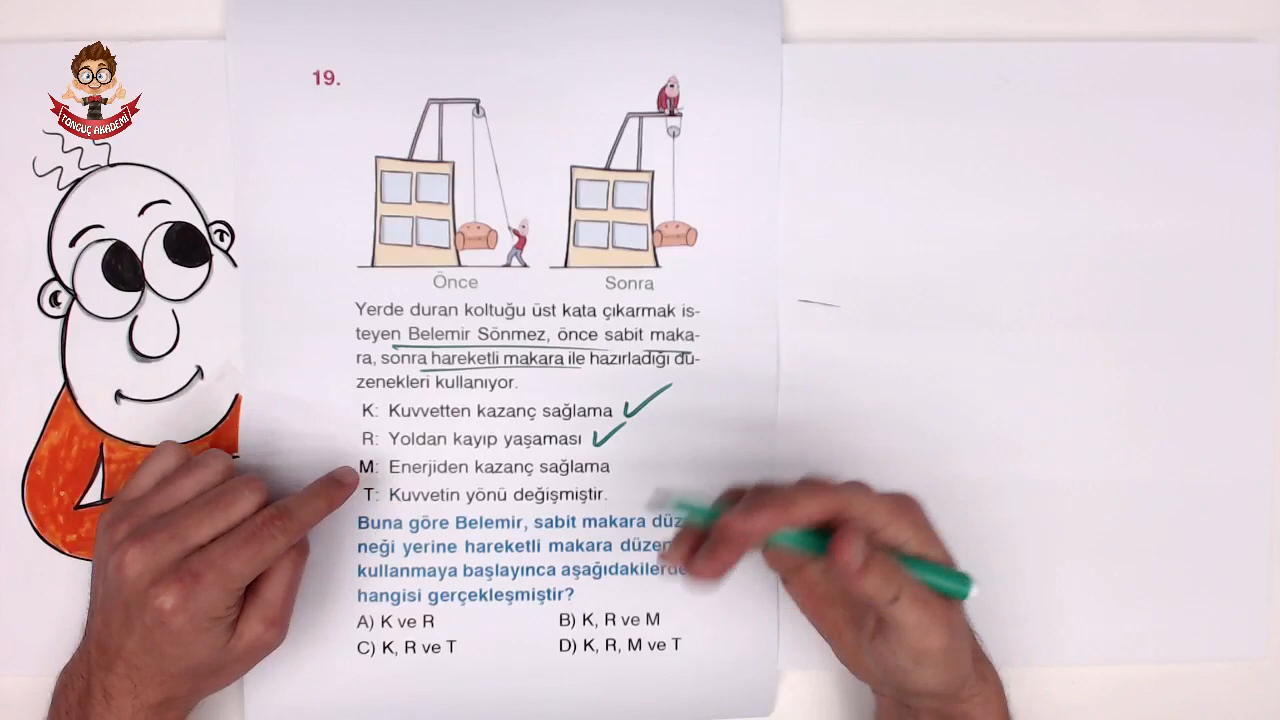 TONGUÇ AKADEMİ
19.
Önce
Sonra
Yerde duran koltuğu üst kata çıkarmak is-
teyen Belemir Sönmez, önce sabit maka-
ra, sonra hareketli makara ile hazırladığı dü-
zenekleri kullanıyor.
K: Kuvvetten kazanç sağlama
R: Yoldan kayıp yaşaması
M: Enerjiden kazanç sağlama
T: Kuvvetin yönü değişmiştir.
Buna göre Belemir, sabit makara
neği yerine hareketli makara
kullanmaya başlayınca
hangisi gerçekleşmiştir?
A) K ve R
B) K, R ve M
C) K, R ve T
D) K, R, M ve T